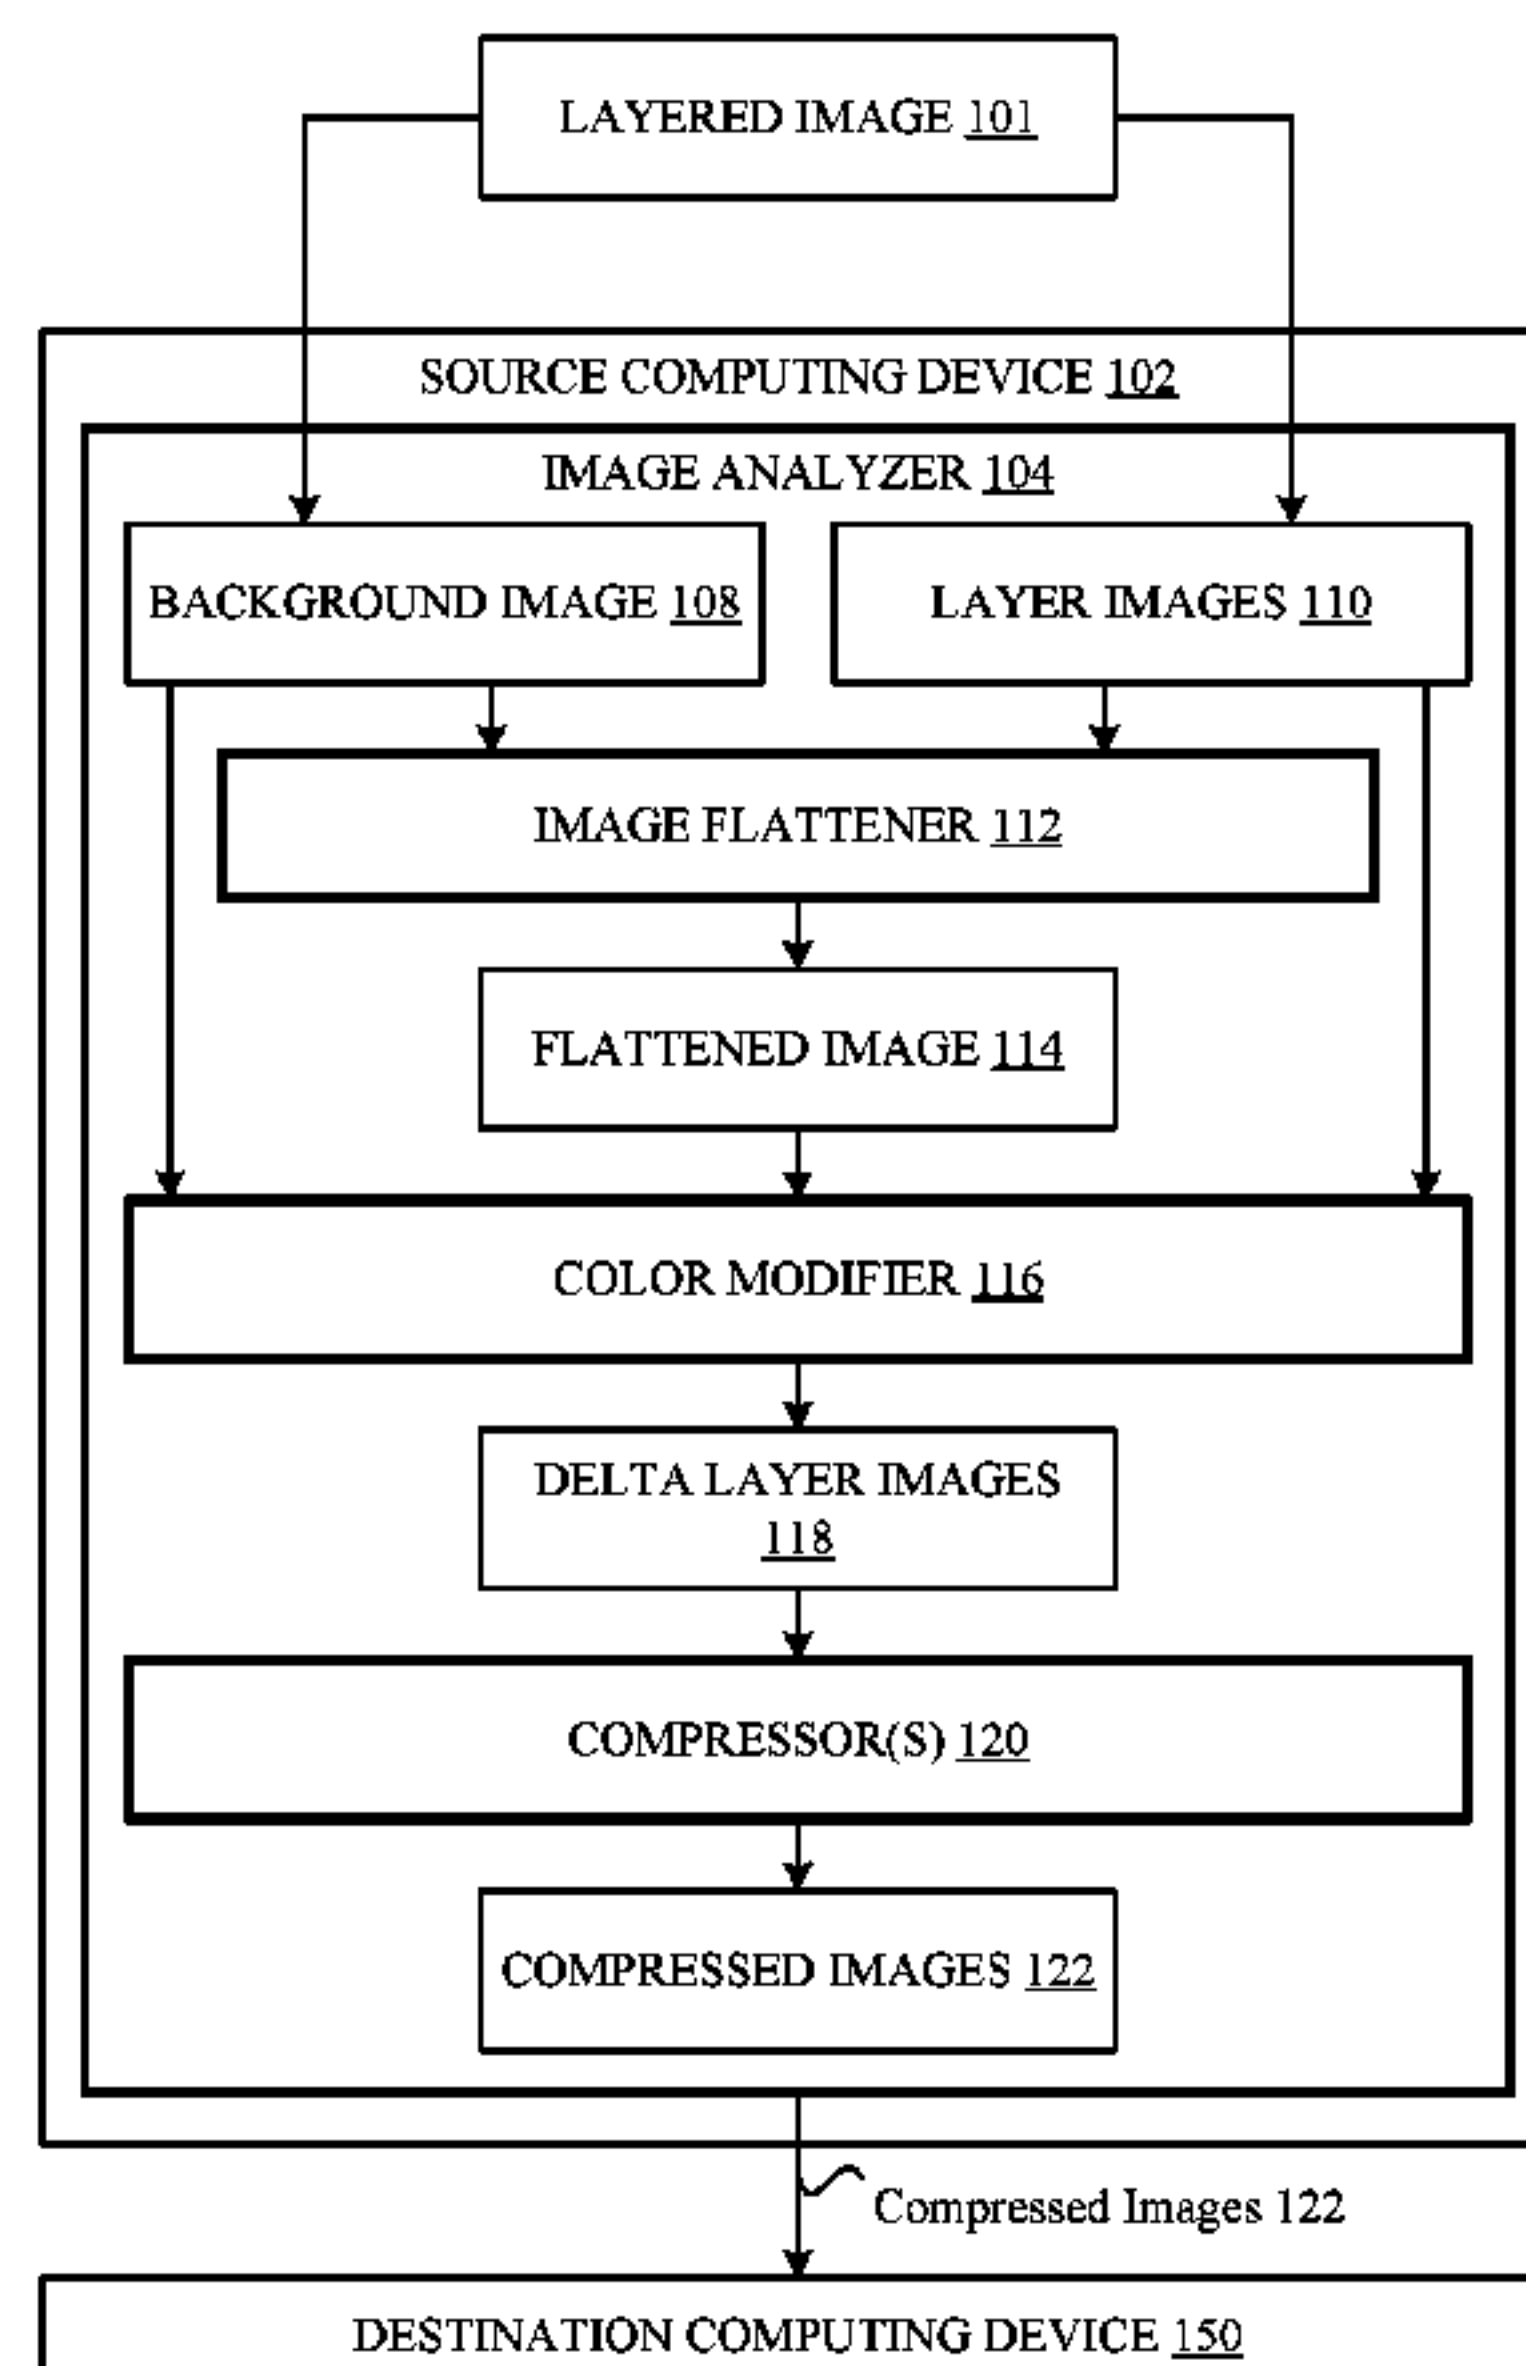 LAYERED IMAGE 101
SOURCE COMPUTING DEVICE 102
IMAGE ANALYZER 104
BACKGROUND IMAGE 108
LAYER IMAGES 110
IMAGE FLATTENER 112
FLATTENED IMAGE 114
COLOR MODIFIER 116
DELTA LAYER IMAGES
118
COMPRESSOR(S) 120
COMPRESSED IMAGES 122
Compressed Images 122
DESTINATION COMPUTING DEVICE 150